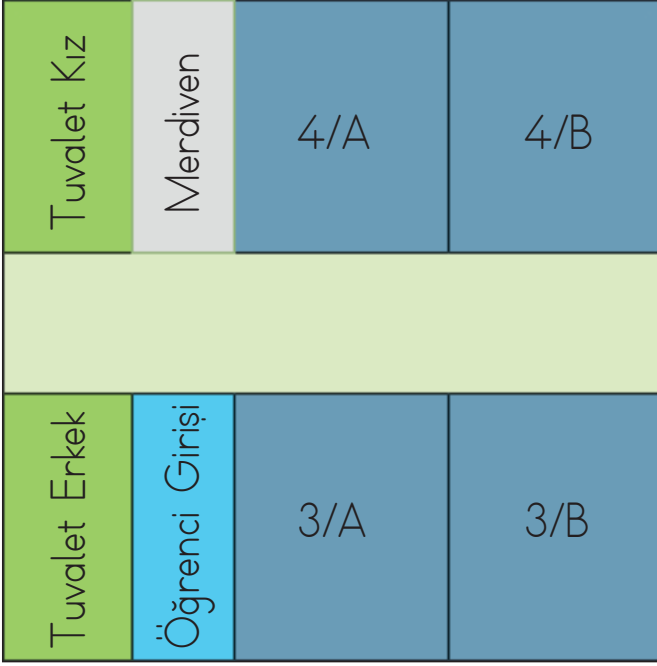 Tuvalet Kız
Merdiven
4/A
4/B
Tuvalet Erkek
Öğrenci Girişi
3/A
3/B